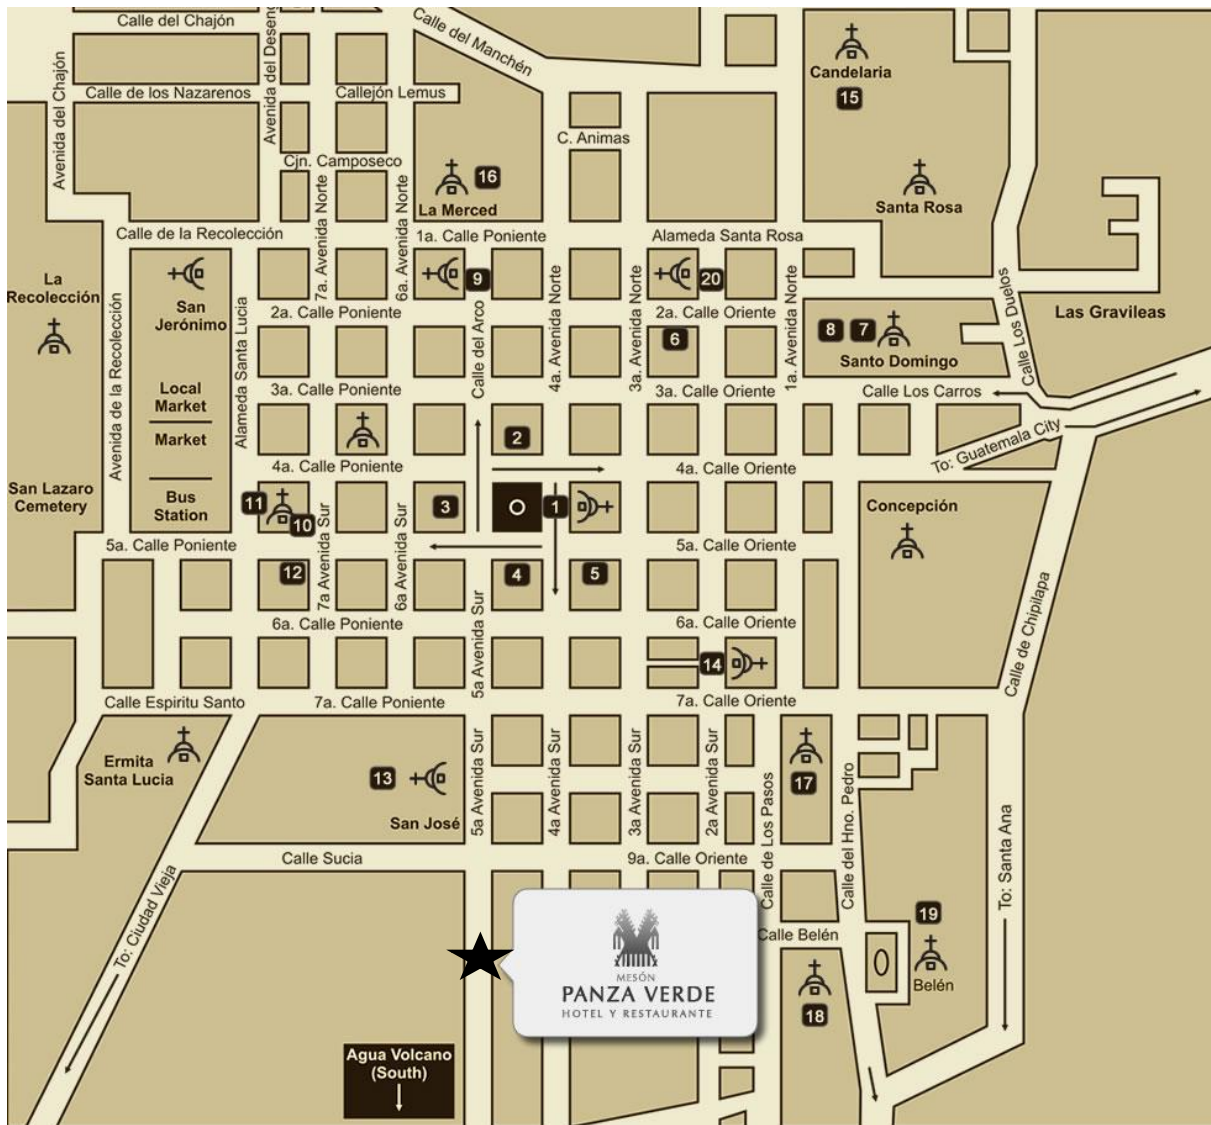 Calle del Chajón
Avenida del Desen
Calle del Manchén
Candelaria
15
Avenida del Chajón
Calle de los Nazarenos
Callejón Lemus
C. Animas
Cjn. Camposeco
16
La Merced
Santa Rosa
7a. Avenida Norte
6a. Avenida Norte
Calle de la Recolección
1a. Calle Poniente
Alameda Santa Rosa
La
Recolección
San
Jerónimo
9
20
2a. Calle Poniente
2a. Calle Oriente
Las Gravileas
Avenida de la Recolección
Alameda Santa Lucia
Calle del Arco
4a. Avenida Norte
3a. Avenida Norte
1a. Avenida Norte
Calle Los Duelos
6
8
7
Santo Domingo
Local
Market
3a. Calle Poniente
3a. Calle Oriente
Calle Los Carros
Market
2
To: Guatemala City
4a. Calle Poniente
4a. Calle Oriente
San Lazaro
Cemetery
Bus
Station
11
10
3
1
Concepción
5a. Calle Poniente
5a. Calle Oriente
7a Avenida Sur
6a Avenida Sur
12
4
5
5a Avenida Sur
6a. Calle Poniente
6a. Calle Oriente
Calle de Chipilapa
14
Calle Espiritu Santo
7a. Calle Poniente
7a. Calle Oriente
Ermita
Santa Lucia
13
San José
5a Avenida Sur
4a Avenida Sur
3a Avenida Sur
2a Avenida Sur
Calle de Los Pasos
17
Calle del Hno. Pedro
Calle Sucia
9a. Calle Oriente
To: Ciudad Vieja
To: Santa Ana
19
Calle Belén
Belén
MESÓN
PANZA VERDE
HOTEL Y RESTAURANTE
18
Agua Volcano
(South)